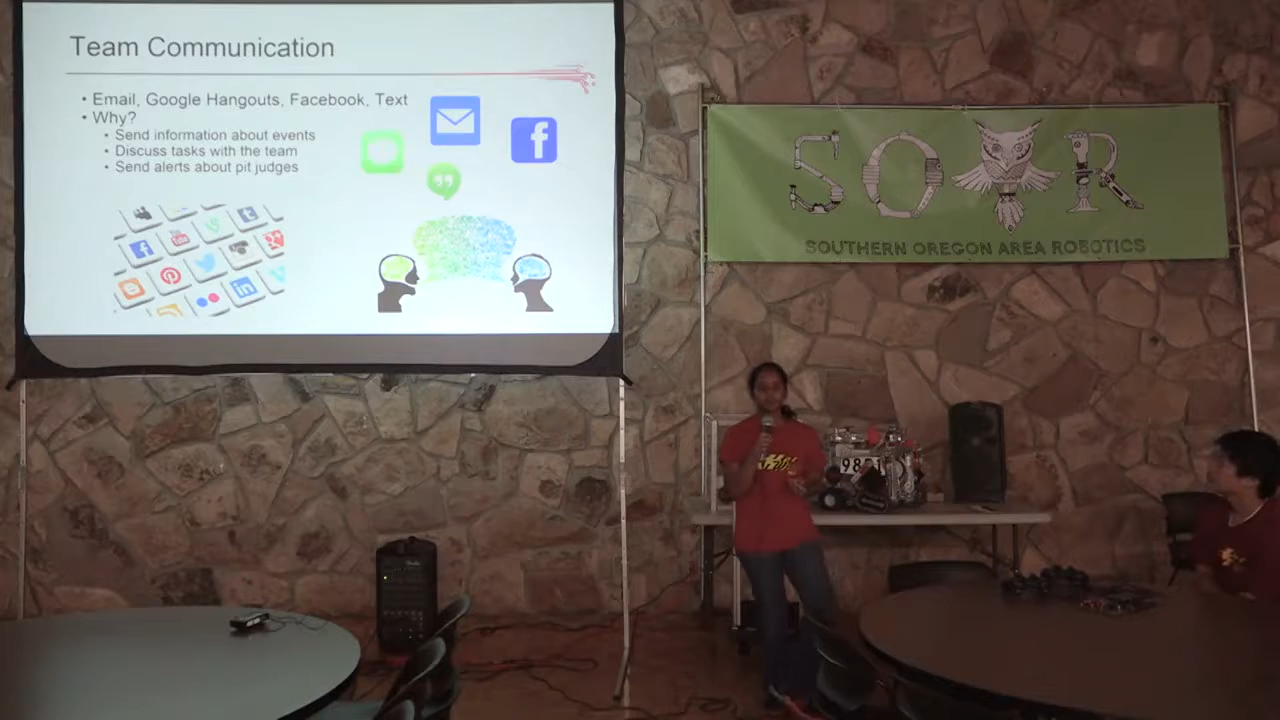 Team Communication
• Email, Google Hangouts, Facebook, Text
• Why?
• Send information about events
• Discuss tasks with the team
• Send alerts about pit judges
SOAR
SOUTHERN OREGON AREA ROBOTICS